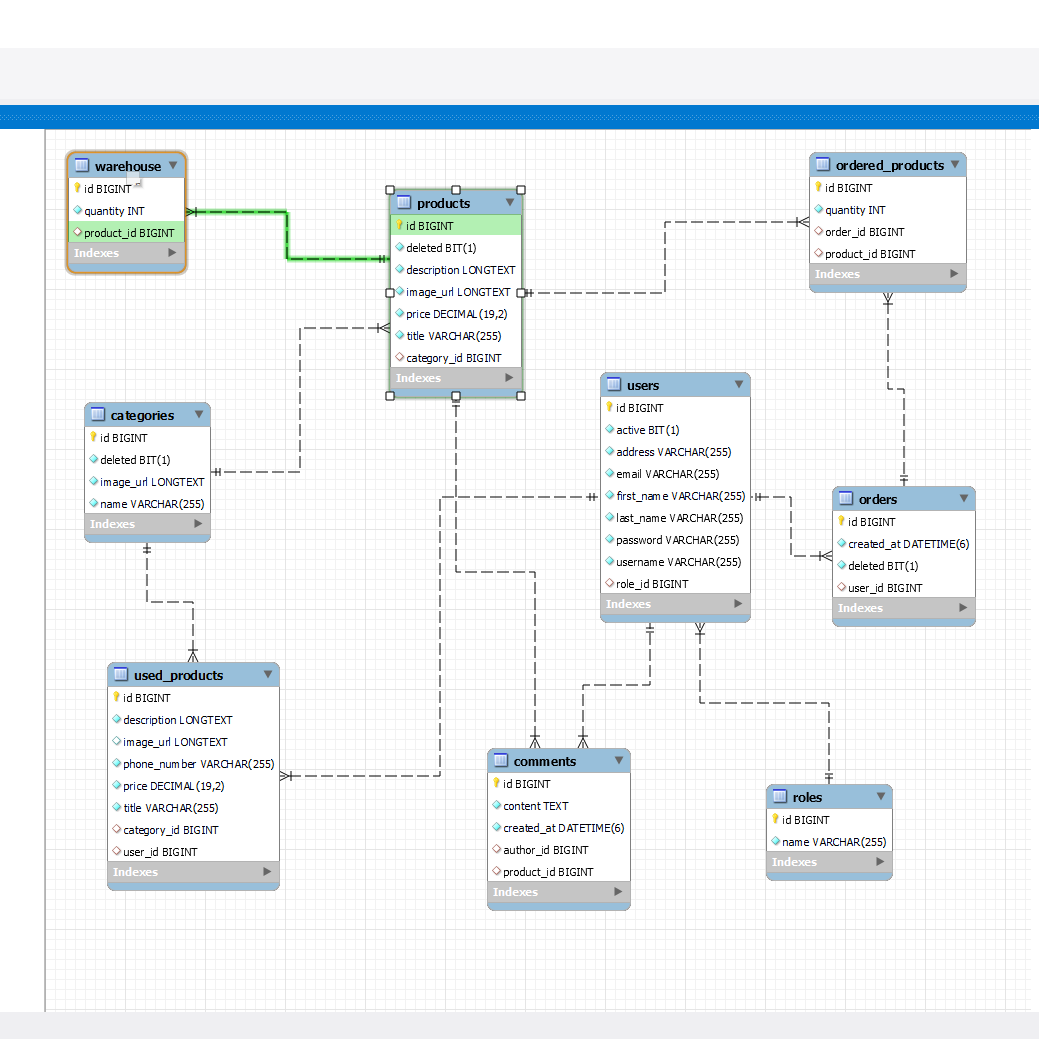 warehouse
id BIGINT
quantity INT
product_id BIGINT
Indexes
products
id BIGINT
deleted BIT(1)
description LONGTEXT
image_url LONGTEXT
price DECIMAL(19,2)
title VARCHAR(255)
category_id BIGINT
Indexes
ordered_products
id BIGINT
quantity INT
order_id BIGINT
product_id BIGINT
Indexes
categories
id BIGINT
deleted BIT(1)
image_url LONGTEXT
name VARCHAR(255)
Indexes
users
id BIGINT
active BIT(1)
address VARCHAR(255)
email VARCHAR(255)
first_name VARCHAR(255)
last_name VARCHAR(255)
password VARCHAR(255)
username VARCHAR(255)
role_id BIGINT
Indexes
orders
id BIGINT
created_at DATETIME(6)
deleted BIT(1)
user_id BIGINT
Indexes
used_products
id BIGINT
description LONGTEXT
image_url LONGTEXT
phone_number VARCHAR(255)
price DECIMAL(19,2)
title VARCHAR(255)
category_id BIGINT
user_id BIGINT
Indexes
comments
id BIGINT
content TEXT
created_at DATETIME(6)
author_id BIGINT
product_id BIGINT
Indexes
roles
id BIGINT
name VARCHAR(255)
Indexes